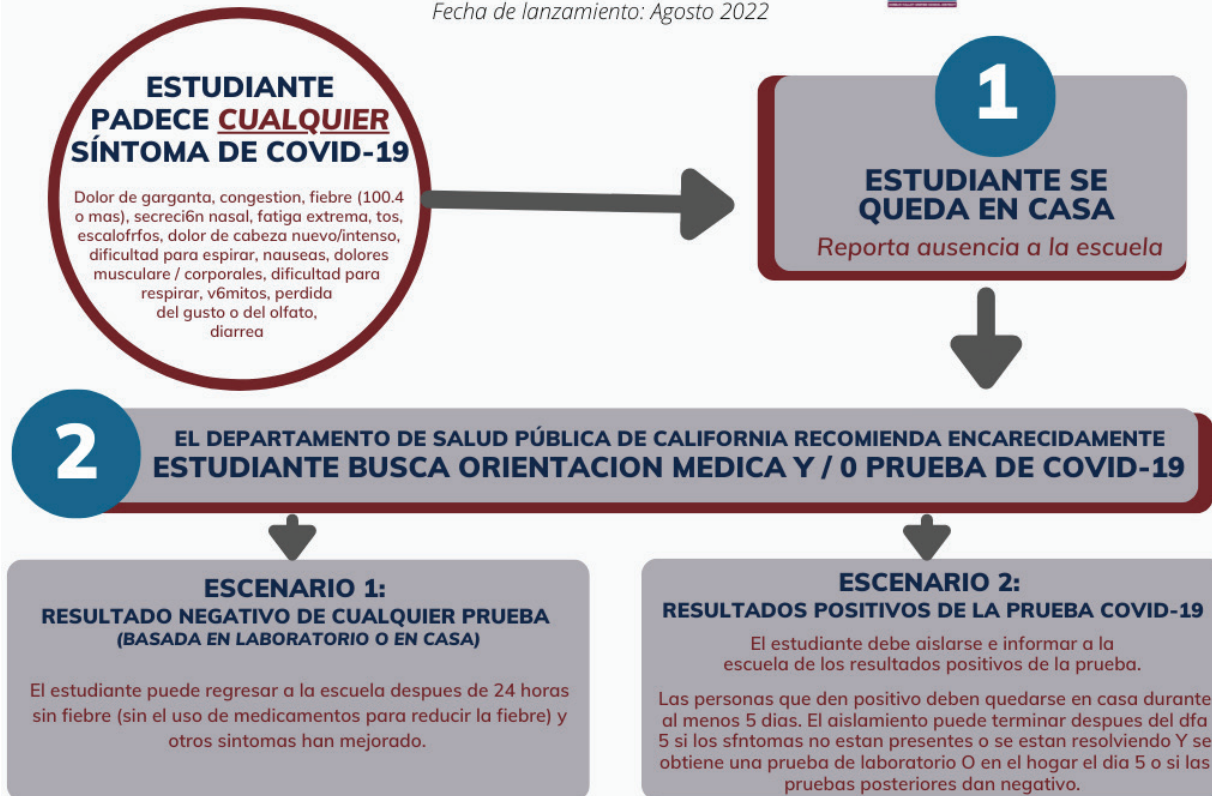 Fecha de lanzamiento: Agosto 2022
ESTUDIANTE
PADECE CUALQUIER
SÍNTOMA DE COVID-19
Dolor de garganta, congestion, fiebre (100.4
o mas), secreci6n nasal, fatiga extrema, tos,
escalofrfos, dolor de cabeza nuevo/intenso,
dificultad para espirar, nauseas, dolores
musculare / corporales, dificultad para
respirar, v6mitos, perdida
del gusto o del olfato,
diarrea
1
ESTUDIANTE SE
QUEDA EN CASA
Reporta ausencia a la escuela
2
EL DEPARTAMENTO DE SALUD PÚBLICA DE CALIFORNIA RECOMIENDA ENCARECIDAMENTE
ESTUDIANTE BUSCA ORIENTACION MEDICA Y / 0 PRUEBA DE COVID-19
ESCENARIO 1:
RESULTADO NEGATIVO DE CUALQUIER PRUEBA
(BASADA EN LABORATORIO O EN CASA)
El estudiante puede regresar a la escuela despues de 24 horas
sin fiebre (sin el uso de medicamentos para reducir la fiebre) y
otros sintomas han mejorado.
ESCENARIO 2:
RESULTADOS POSITIVOS DE LA PRUEBA COVID-19
El estudiante debe aislarse e informar a la
escuela de los resultados positivos de la prueba.
Las personas que den positivo deben quedarse en casa durante
al menos 5 dias. El aislamiento puede terminar despues del dfa
5 si los sfntomas no estan presentes o se estan resolviendo Y se
obtiene una prueba de laboratorio O en el hogar el dia 5 o si las
pruebas posteriores dan negativo.